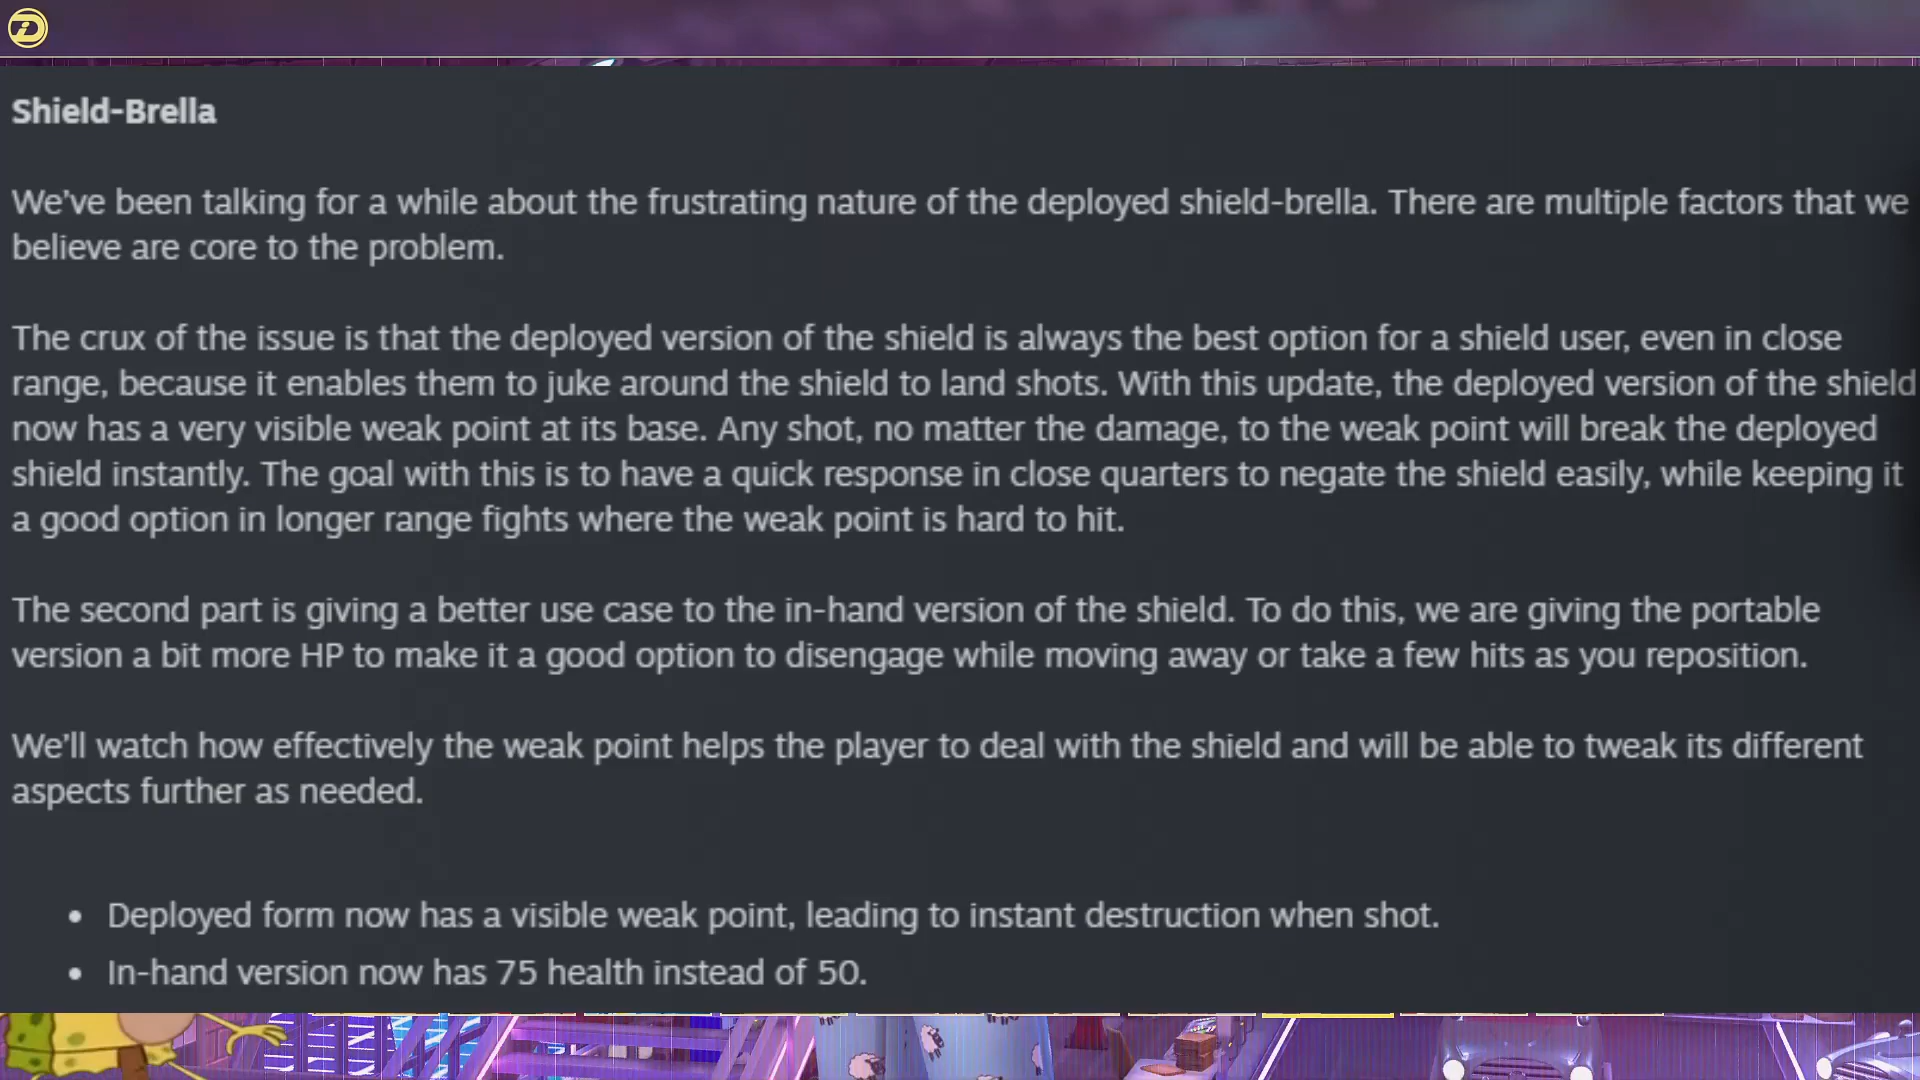 Shield-Brella
We've been talking for a while about the frustrating nature of the deployed shield-brella. There are multiple factors that we
believe are core to the problem.
The crux of the issue is that the deployed version of the shield is always the best option for a shield user, even in close
range, because it enables them to juke around the shield to land shots. With this update, the deployed version of the shield
now has a very visible weak point at its base. Any shot, no matter the damage, to the weak point will break the deployed
shield instantly. The goal with this is to have a quick response in close quarters to negate the shield easily, while keeping it
a good option in longer range fights where the weak point is hard to hit.
The second part is giving a better use case to the in-hand version of the shield. To do this, we are giving the portable
version a bit more HP to make it a good option to disengage while moving away or take a few hits as you reposition.
We'll watch how effectively the weak point helps the player to deal with the shield and will be able to tweak its different
aspects further as needed.
• Deployed form now has a visible weak point, leading to instant destruction when shot.
• In-hand version now has 75 health instead of 50.